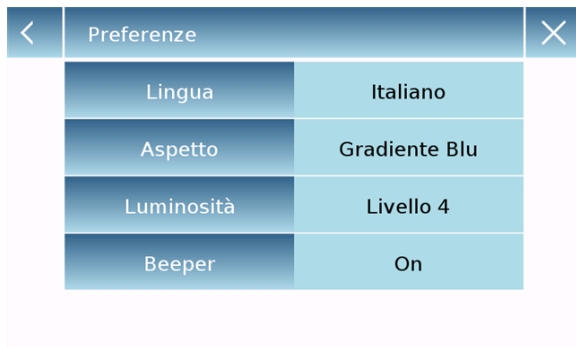 Preferenze
Lingua Italiano
Aspetto Gradiente Blu
Luminosità Livello 4
Beeper On